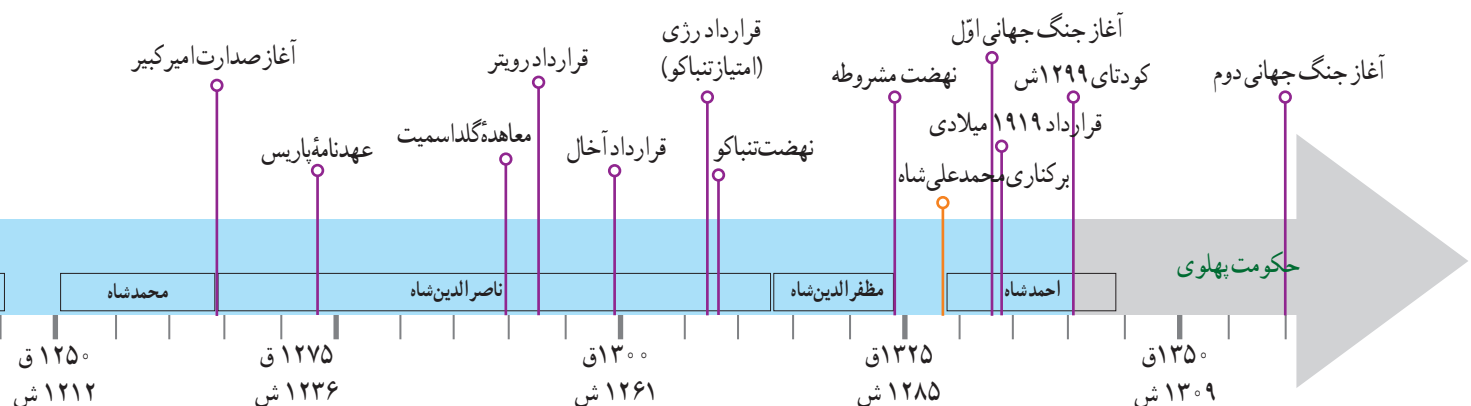 آغاز صدارت امیرکبیر
عهدنامهٔ پاریس
معاهدهٔ گلداسمیت
قرارداد رویتر
قرارداد آخال
قرارداد رژی
(امتیاز تنباکو)
نهضت تنباکو
نهضت مشروطه
برکناری محمدعلی شاه
آغاز جنگ جهانی اوّل
قرارداد ۱۹۱۹ میلادی
کودتای ۱۲۹۹ش
آغاز جنگ جهانی دوم
محمدشاه
ناصرالدین شاه
مظفرالدین شاه
احمدشاه
حکومت پهلوی
۱۲۵۰ ق
۱۲۱۲ ش
۱۲۷۵ ق
۱۲۳۶ ش
۱۳۰۰ق
۱۲۶۱ ش
۱۳۲۵ق
۱۲۸۵ ش
۱۳۵۰ق
۱۳۰۹ ش